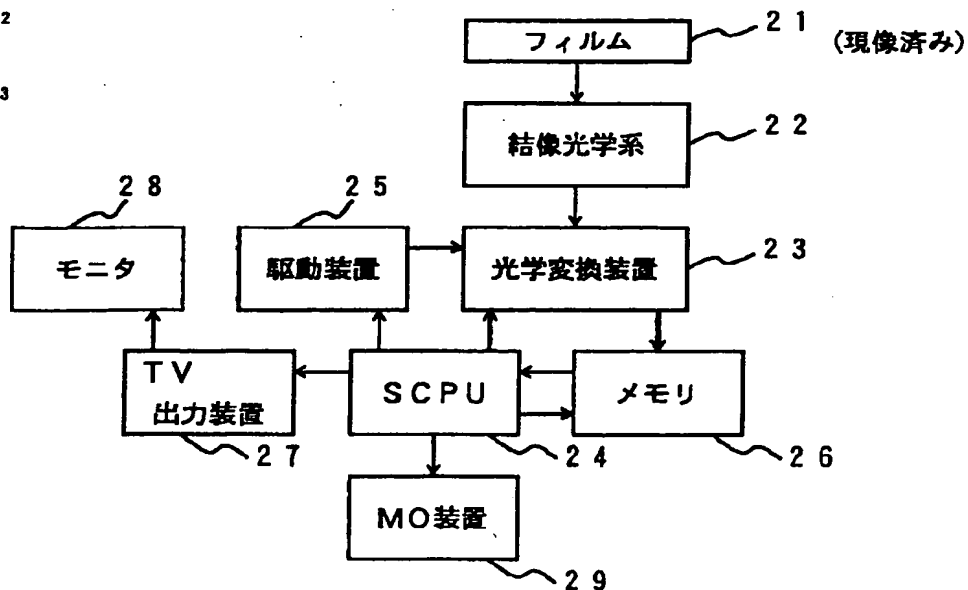 2
3
フィルム
21
(現像済み)
結像光学系
22
28
25
モニタ
駆動装置
光学変換装置
23
TV
出力装置
SCPU
メモリ
27
24
26
MO装置
29